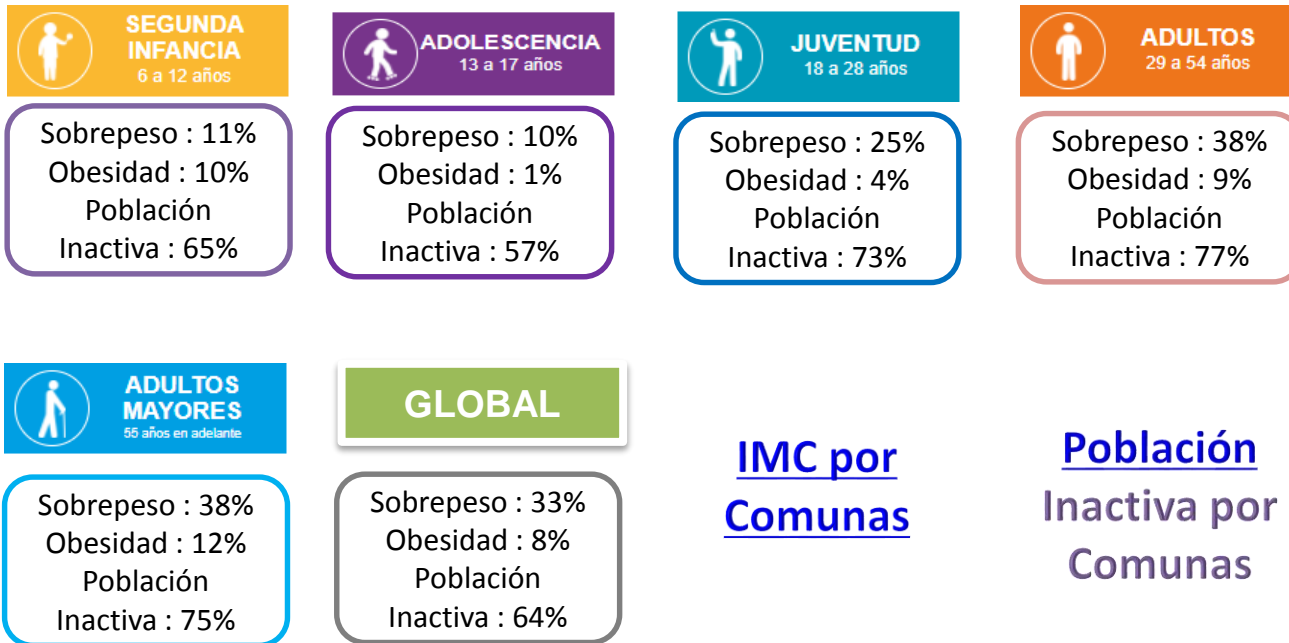 SEGUNDA
INFANCIA
6 a 12 años
Sobrepeso : 11%
Obesidad : 10%
Población
Inactiva : 65%
ADOLESCENCIA
13 a 17 años
Sobrepeso : 10%
Obesidad : 1%
Población
Inactiva : 57%
JUVENTUD
18 a 28 años
Sobrepeso : 25%
Obesidad : 4%
Población
Inactiva : 73%
ADULTOS
29 a 54 años
Sobrepeso : 38%
Obesidad : 9%
Población
Inactiva : 77%
ADULTOS
MAYORES
55 años en adelante
Sobrepeso : 38%
Obesidad : 12%
Población
Inactiva : 75%
GLOBAL
Sobrepeso : 33%
Obesidad : 8%
Población
Inactiva : 64%
IMC por
Comunas
Población
Inactiva por
Comunas